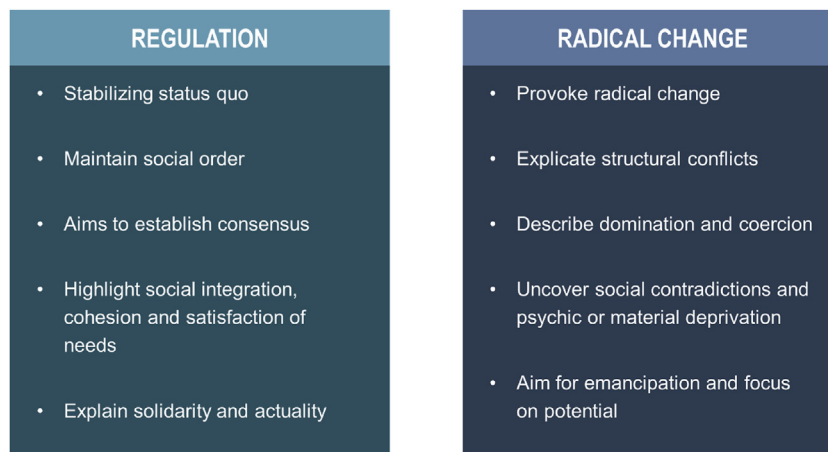 REGULATION
• Stabilizing status quo
• Maintain social order
• Aims to establish consensus
• Highlight social integration,
cohesion and satisfaction of
needs
• Explain solidarity and actuality
RADICAL CHANGE
• Provoke radical change
• Explicate structural conflicts
• Describe domination and coercion
• Uncover social contradictions and
psychic or material deprivation
• Aim for emancipation and focus
on potential